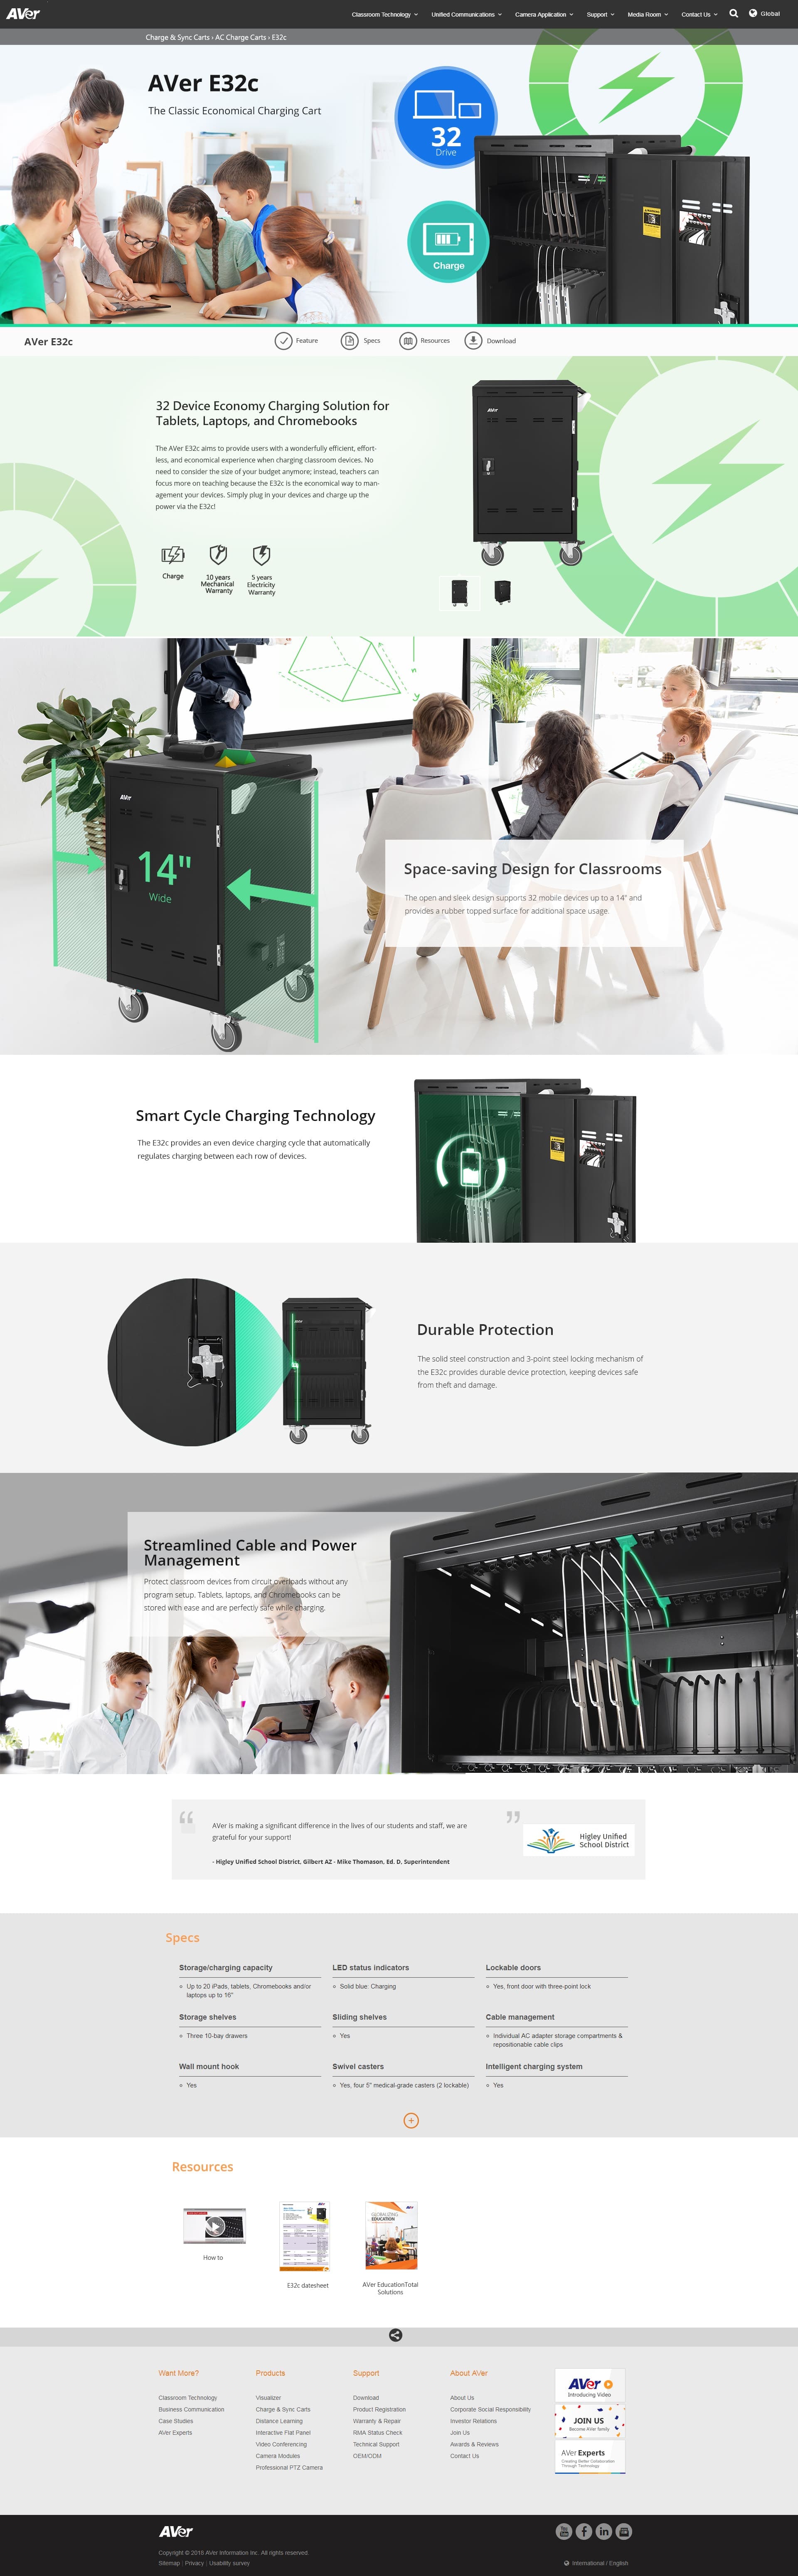 AVer
Classroom Technology
Unified Communications
Camera Application
Support
Media Room
Contact Us
Global
Charge & Sync Carts › AC Charge Carts › E32c
AVer E32c
The Classic Economical Charging Cart
32
Drive
Charge
AVer E32c
Feature
Specs
Resources
Download
32 Device Economy Charging Solution for
Tablets, Laptops, and Chromebooks
The AVer E32c aims to provide users with a wonderfully efficient, effort-
less, and economical experience when charging classroom devices. No
need to consider the size of your budget anymore; instead, teachers can
focus more on teaching because the E32c is the economical way to man-
agement your devices. Simply plug in your devices and charge up the
power via the E32c!
Charge
10 years
Mechanical
Warranty
5 years
Electricity
Warranty
AVer
AVer
14"
Wide
Space-saving Design for Classrooms
The open and sleek design supports 32 mobile devices up to a 14" and
provides a rubber topped surface for additional space usage.
Smart Cycle Charging Technology
The E32c provides an even device charging cycle that automatically
regulates charging between each row of devices.
Durable Protection
The solid steel construction and 3-point steel locking mechanism of
the E32c provides durable device protection, keeping devices safe
from theft and damage.
Streamlined Cable and Power
Management
Protect classroom devices from circuit overloads without any
program setup. Tablets, laptops, and Chromebooks can be
stored with ease and are perfectly safe while charging.
“
AVer is making a significant difference in the lives of our students and staff, we are
grateful for your support!
”
- Higley Unified School District, Gilbert AZ - Mike Thomason, Ed. D, Superintendent
Higley Unified
School District
Specs
Storage/charging capacity
Up to 20 iPads, tablets, Chromebooks and/or
laptops up to 16"
LED status indicators
Solid blue: Charging
Lockable doors
Yes, front door with three-point lock
Storage shelves
Three 10-bay drawers
Sliding shelves
Yes
Cable management
Individual AC adapter storage compartments &
repositionable cable clips
Wall mount hook
Yes
Swivel casters
Yes, four 5" medical-grade casters (2 lockable)
Intelligent charging system
Yes
Resources
How to
E32c datesheet
GLOBALIZING
EDUCATION
AVer EducationTotal
Solutions
Want More?
Classroom Technology
Business Communication
Case Studies
AVer Experts
Products
Visualizer
Charge & Sync Carts
Distance Learning
Interactive Flat Panel
Video Conferencing
Camera Modules
Professional PTZ Camera
Support
Download
Product Registration
Warranty & Repair
RMA Status Check
Technical Support
OEM/ODM
About AVer
About Us
Corporate Social Responsibility
Investor Relations
Join Us
Awards & Reviews
Contact Us
AVer
Introducing Video
JOIN US
Become AVer family
AVer Experts
Creating Better Collaboration
Through Technology
AVer
Copyright © 2018 AVer Information Inc. All rights reserved.
Sitemap | Privacy | Usability survey
International / English